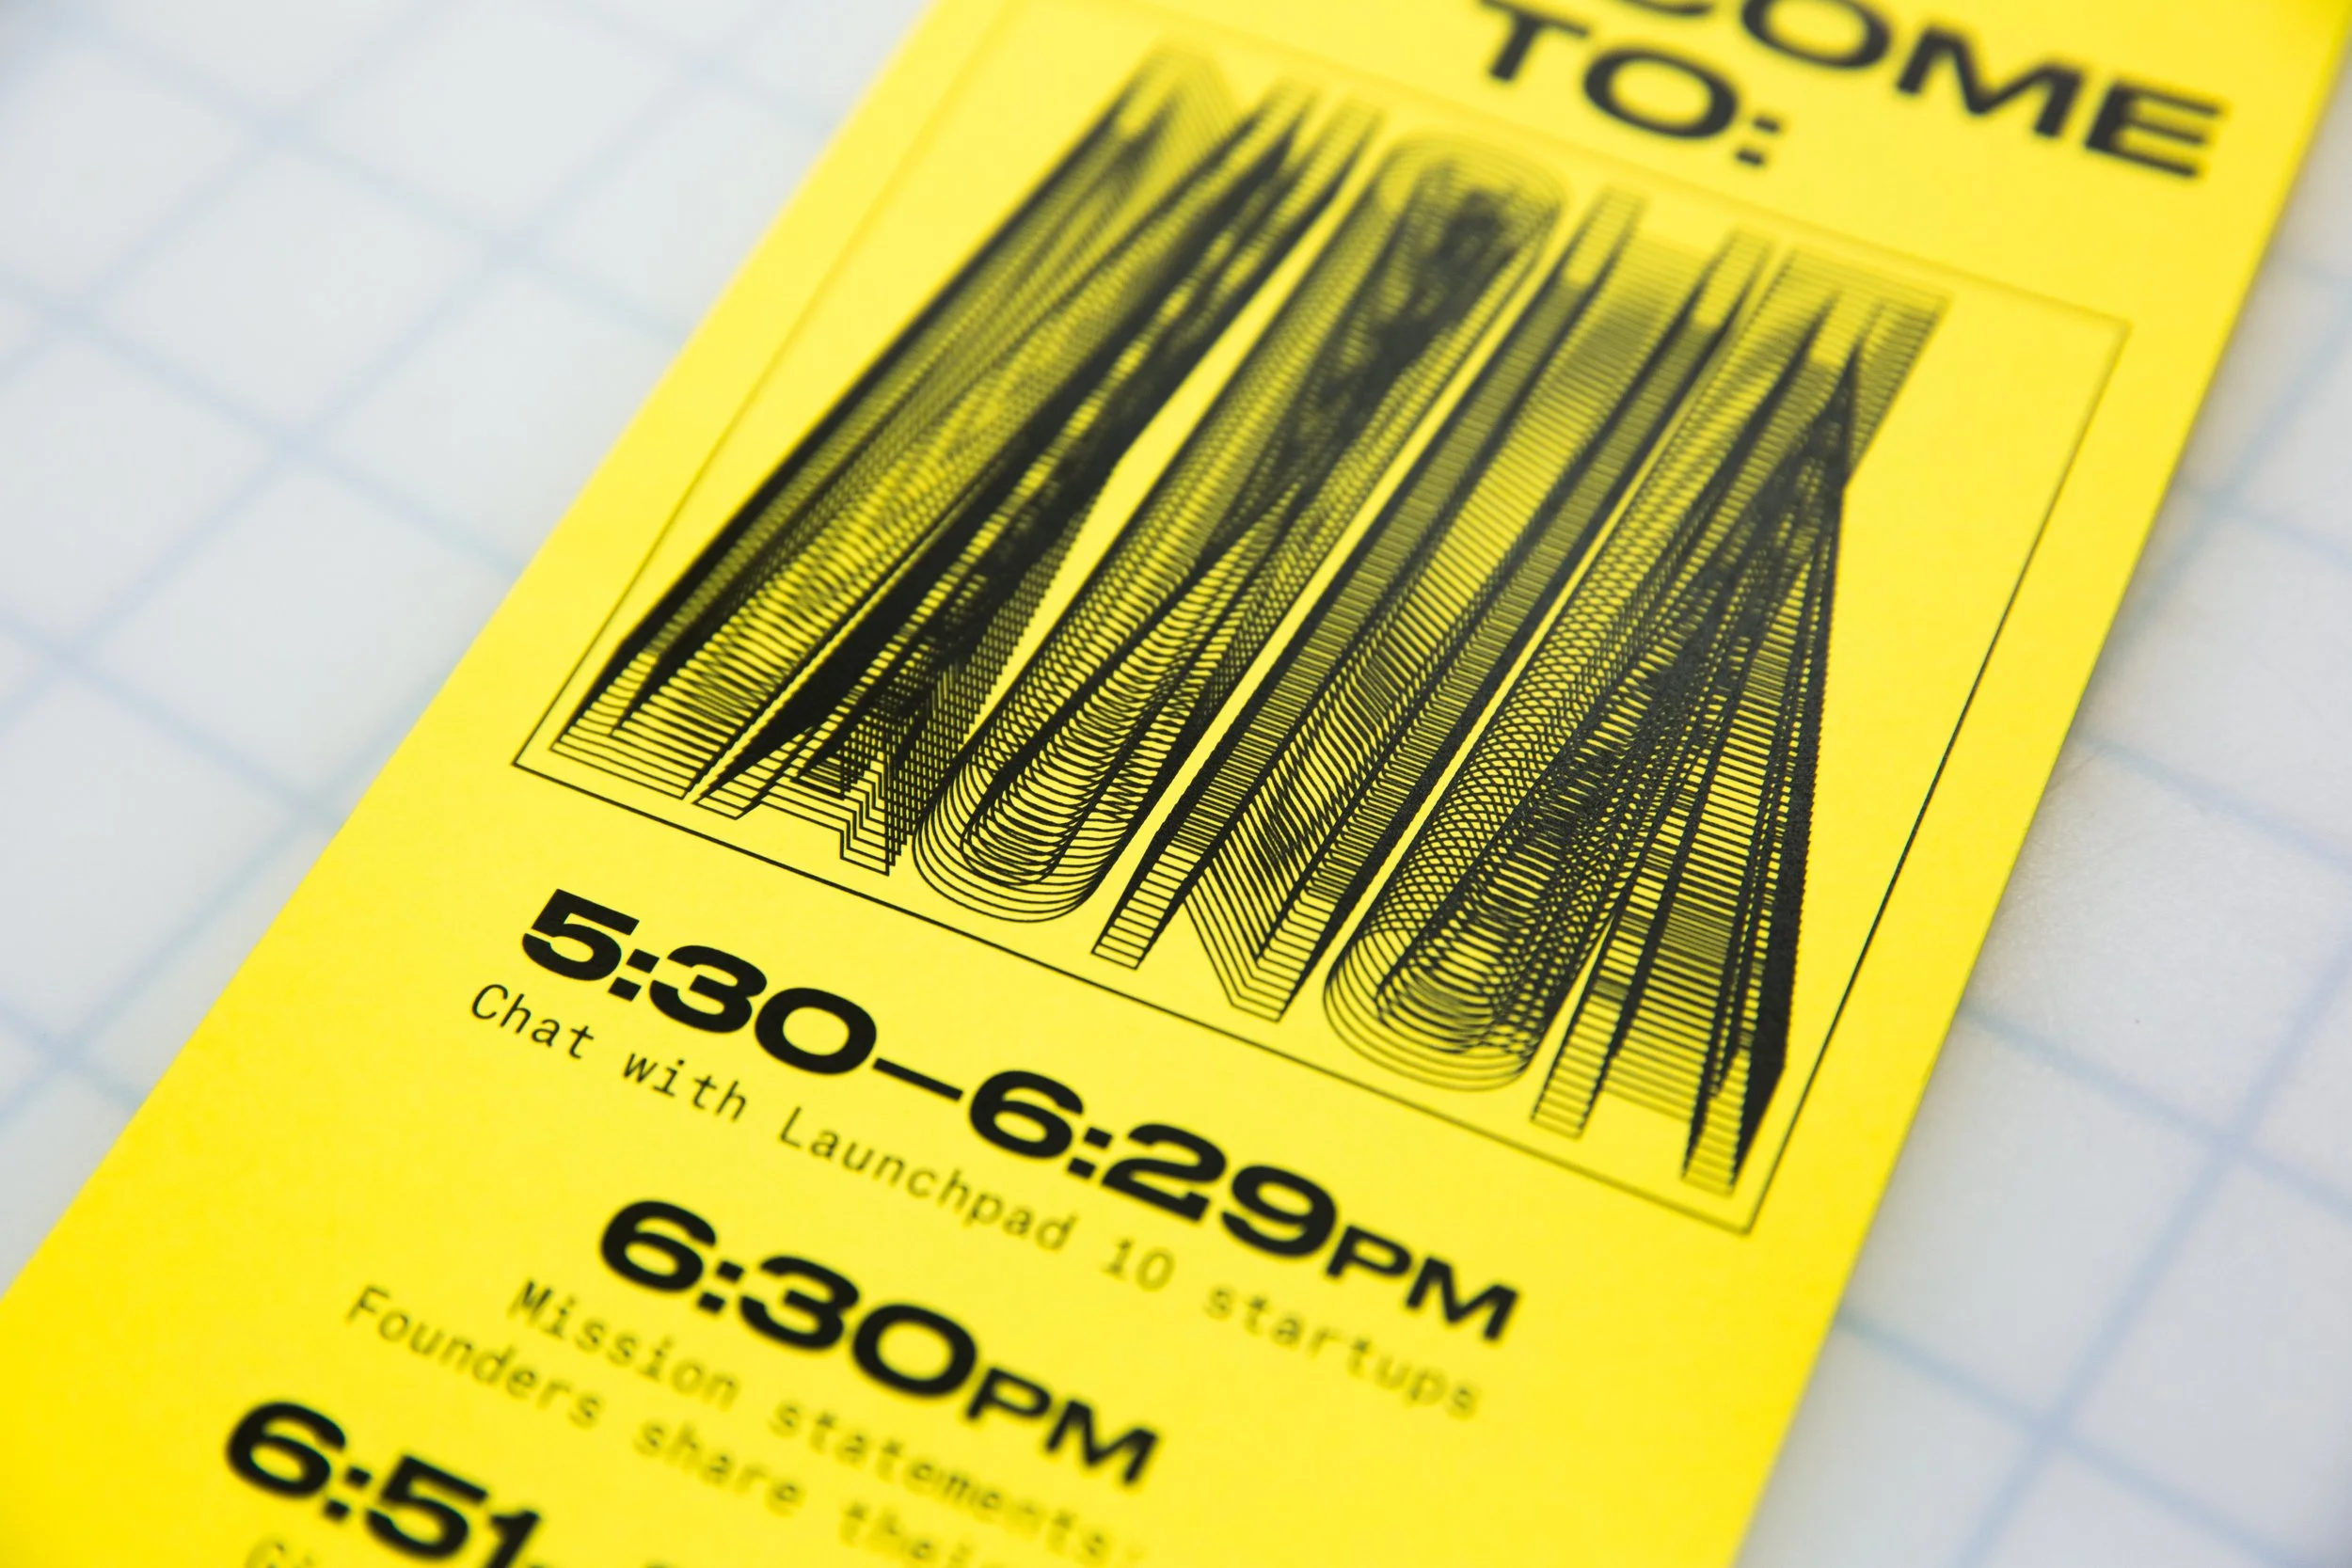 COME
TO:
NIGHT
LAUNCH
5:30–6:29PM
Chat with Launchpad 10 startups
6:30PM
Mission statements:
Founders share their
6:51